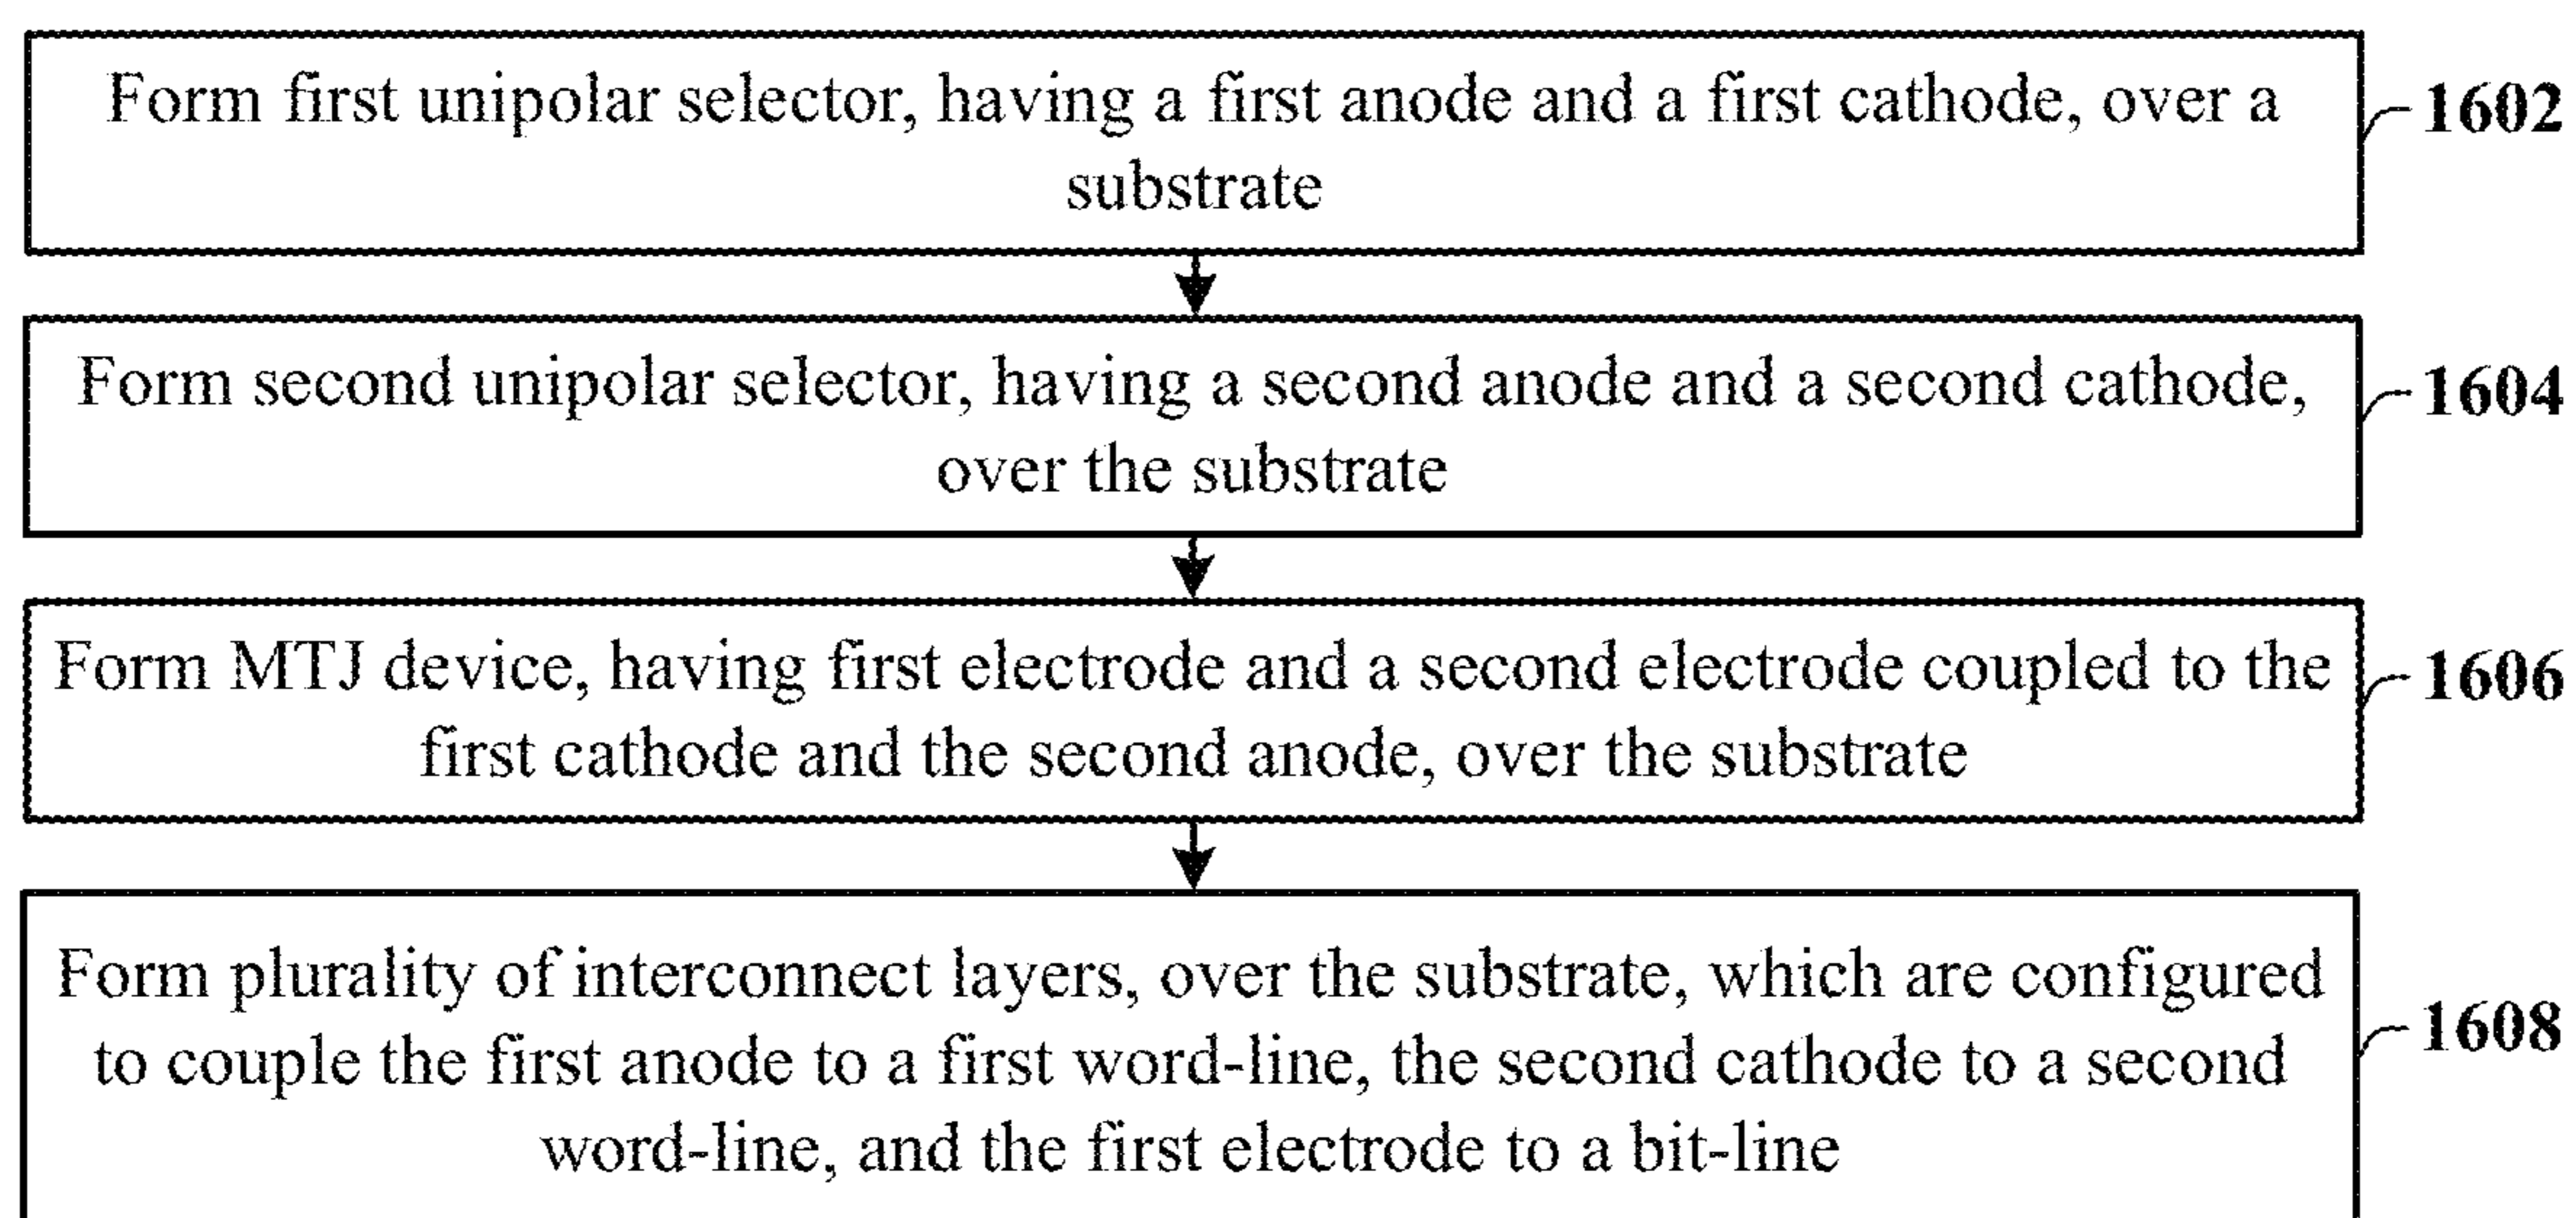 Form first unipolar selector, having a first anode and a first cathode, over a
substrate
1602
Form second unipolar selector, having a second anode and a second cathode,
over the substrate
1604
Form MTJ device, having first electrode and a second electrode coupled to the
first cathode and the second anode, over the substrate
1606
Form plurality of interconnect layers, over the substrate, which are configured
to couple the first anode to a first word-line, the second cathode to a second
word-line, and the first electrode to a bit-line
1608